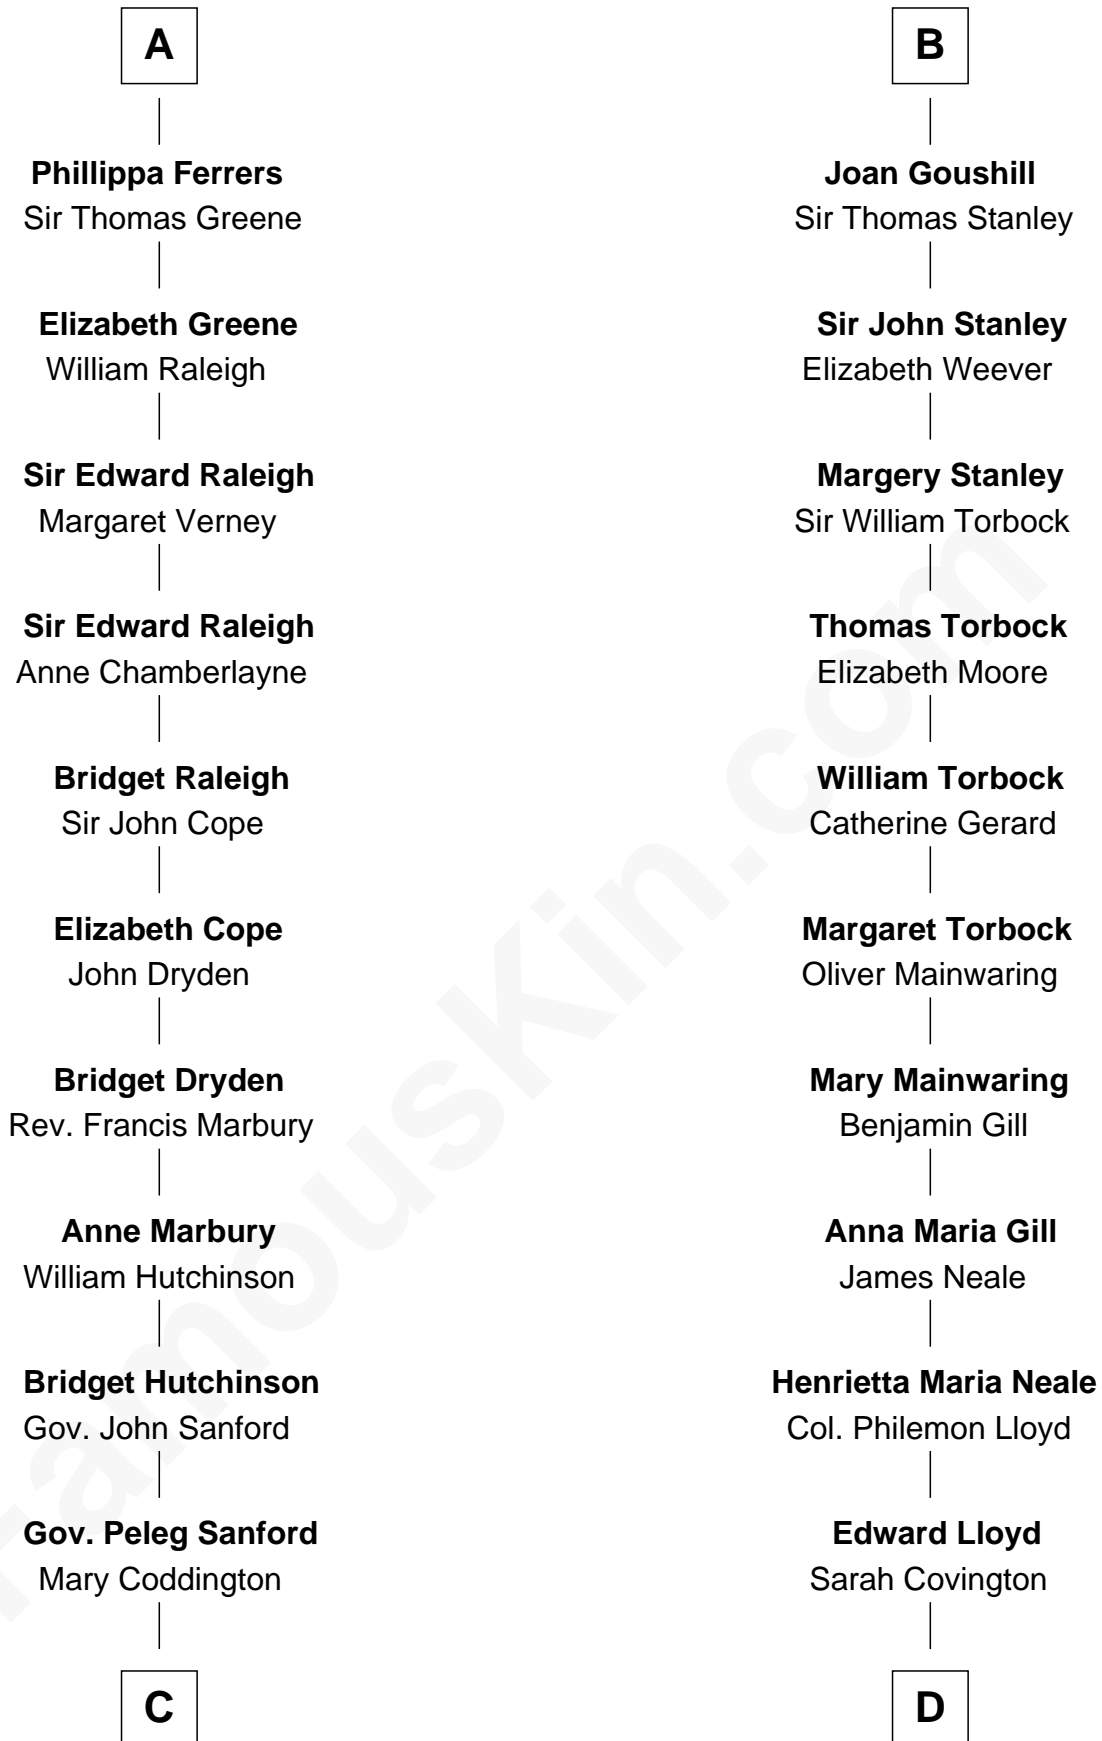 A
Phillippa Ferrers
Sir Thomas Greene
Elizabeth Greene
William Raleigh
Sir Edward Raleigh
Margaret Verney
Sir Edward Raleigh
Anne Chamberlayne
Bridget Raleigh
Sir John Cope
Elizabeth Cope
John Dryden
Bridget Dryden
Rev. Francis Marbury
Anne Marbury
William Hutchinson
Bridget Hutchinson
Gov. John Sanford
Gov. Peleg Sanford
Mary Coddington
C
B
Joan Goushill
Sir Thomas Stanley
Sir John Stanley
Elizabeth Weever
Margery Stanley
Sir William Torbock
Thomas Torbock
Elizabeth Moore
William Torbock
Catherine Gerard
Margaret Torbock
Oliver Mainwaring
Mary Mainwaring
Benjamin Gill
Anna Maria Gill
James Neale
Henrietta Maria Neale
Col. Philemon Lloyd
Edward Lloyd
Sarah Covington
D
FamousKin.com